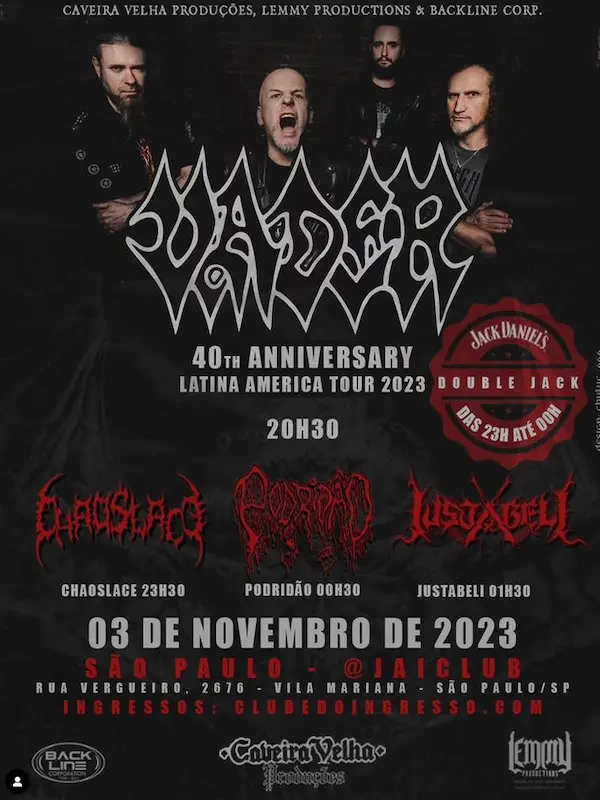 CAVEIRA VELHA PRODUÇÕES, LEMMY PRODUCTIONS & BACKLINE CORP.
VADER
40TH ANNIVERSARY
LATINA AMERICA TOUR 2023
JACK DANIEL'S
DOUBLE JACK
DAS 23H ATÉ 00H
20H30
CHAOSLACE
PODRIDÃO
JUSTABELI
CHAOSLACE 23H30
PODRIDÃO 00H30
JUSTABELI 01H30
03 DE NOVEMBRO DE 2023
SÃO PAULO - @JAICLUB
RUA VERGUEIRO, 2676 - VILA MARIANA - SÃO PAULO/SP
INGRESSOS: CLUBEDOINGRESSO.COM
BACK
LINE
CORPORATION
Caveira Velha
Produções
LEMMY
PRODUCTIONS